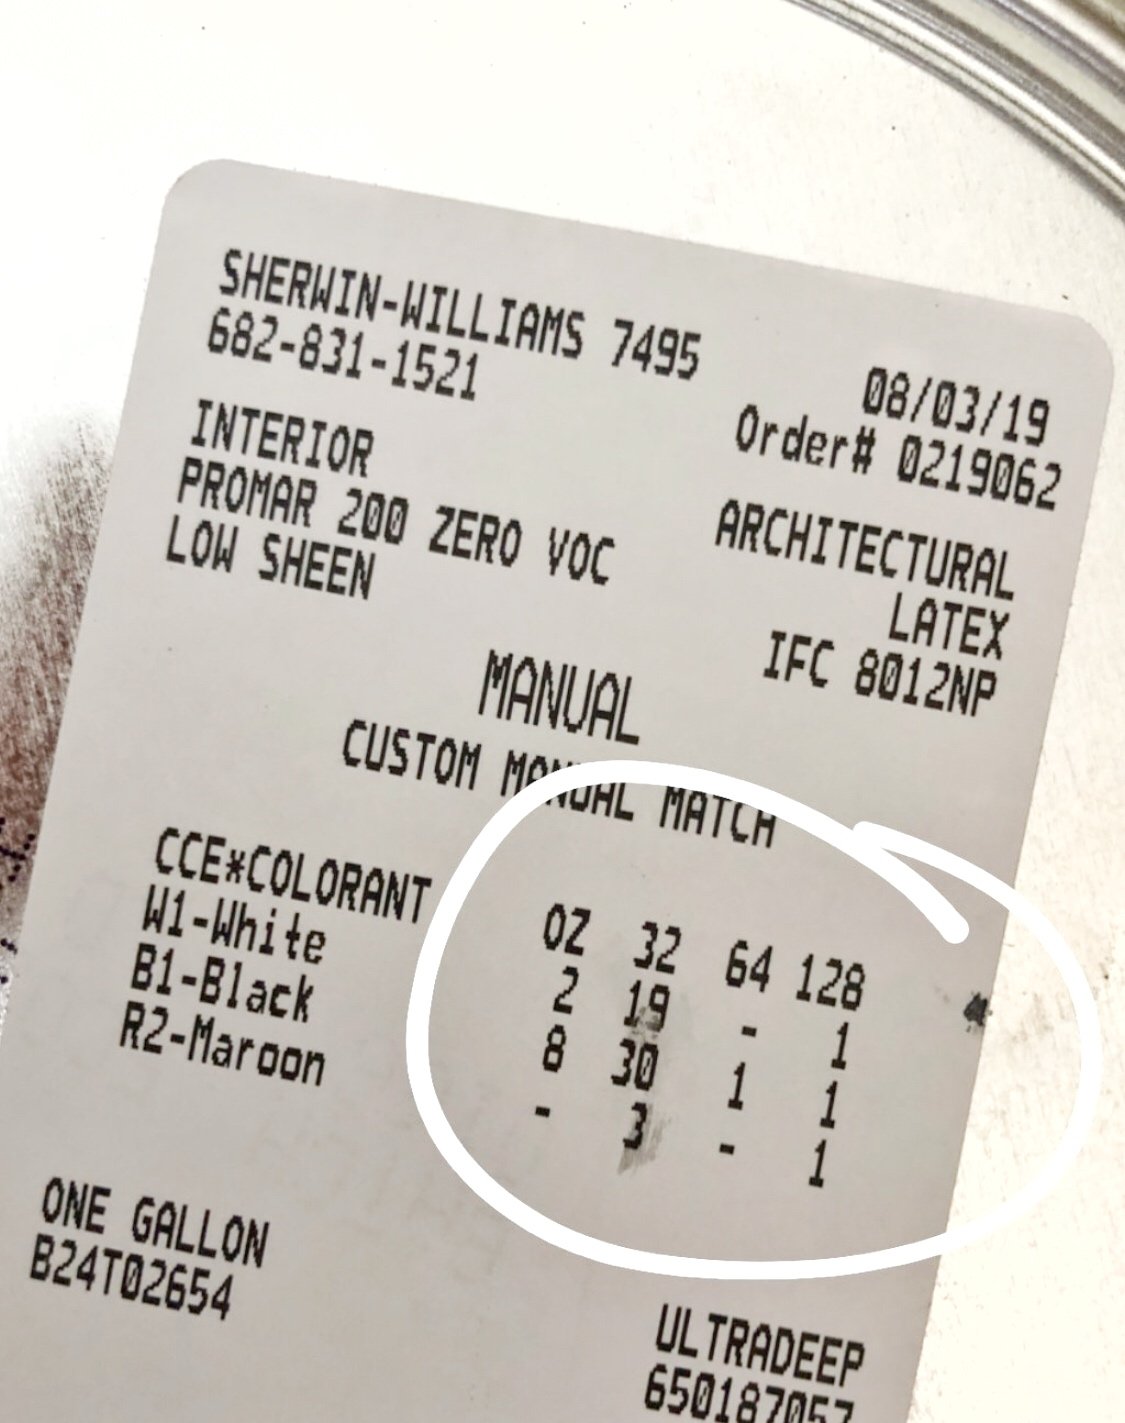 SHERWIN-WILLIAMS 7495 08/03/19
682-831-1521 Order# 0219062
INTERIOR ARCHITECTURAL
PROMAR 200 ZERO VOC LATEX
LOW SHEEN IFC 8012NP
MANUAL
CUSTOM MANUAL MATCH
CCE*COLORANT OZ 32 64 128
W1-White 2 19 - 1
B1-Black 8 30 1 1
R2-Maroon - 3 - 1
ONE GALLON ULTRADEEP
B24T02654 650187057